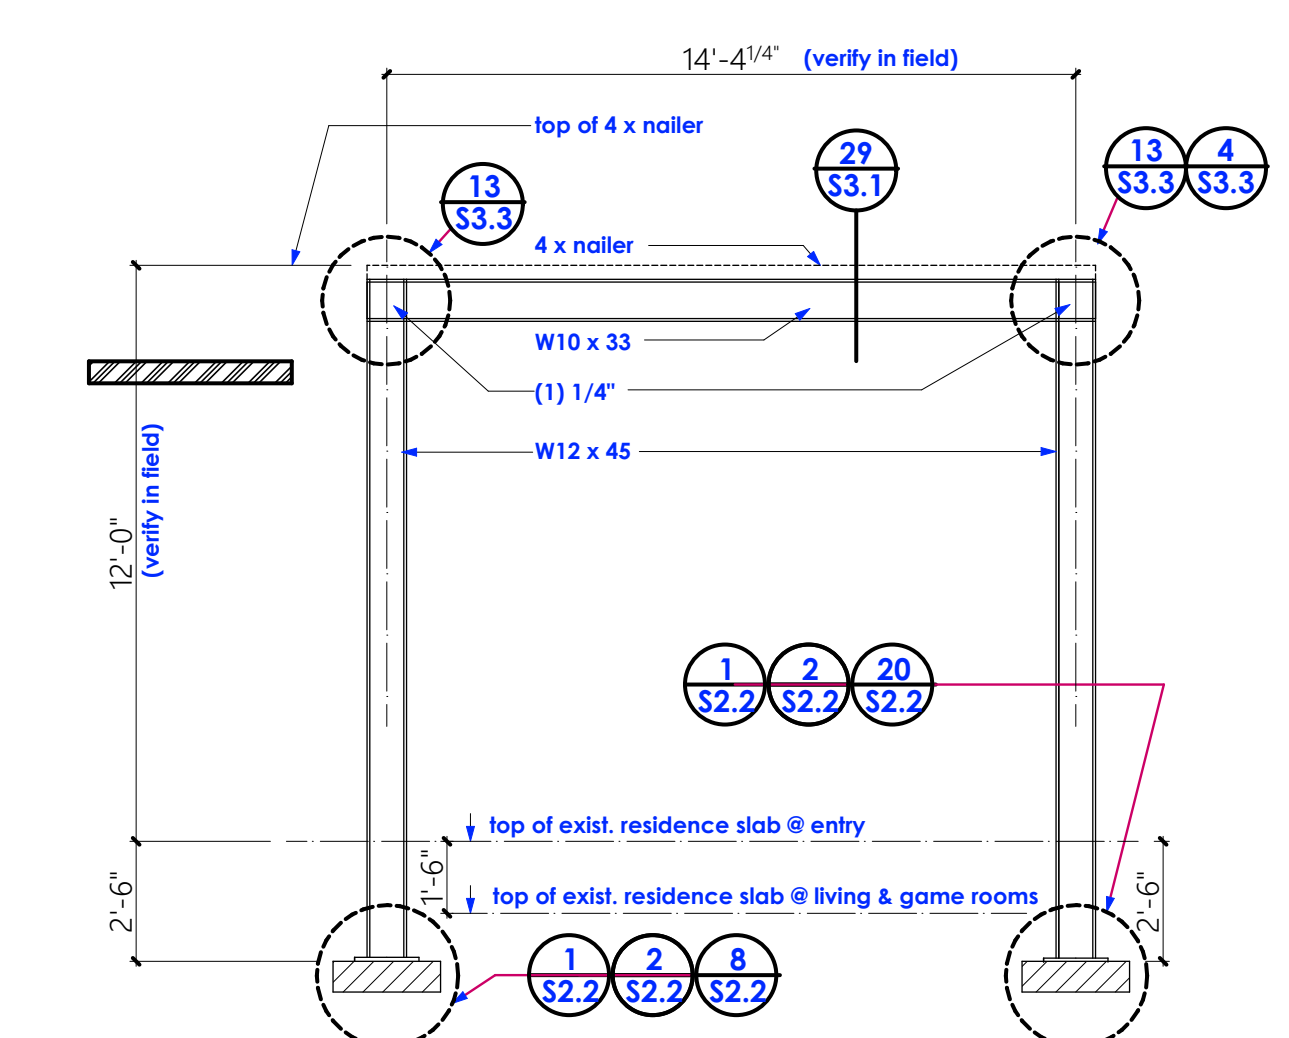 14'-4 1/4" (verify in field)
top of 4 x nailer
29
S3.1
13
S3.3
4
S3.3
13
S3.3
4 x nailer
W10 x 33
(1) 1/4"
W12 x 45
12'-0"
(verify in field)
1
S2.2
2
S2.2
20
S2.2
top of exist. residence slab @ entry
2'-6"
1'-6"
top of exist. residence slab @ living & game rooms
2'-6"
1
S2.2
2
S2.2
8
S2.2